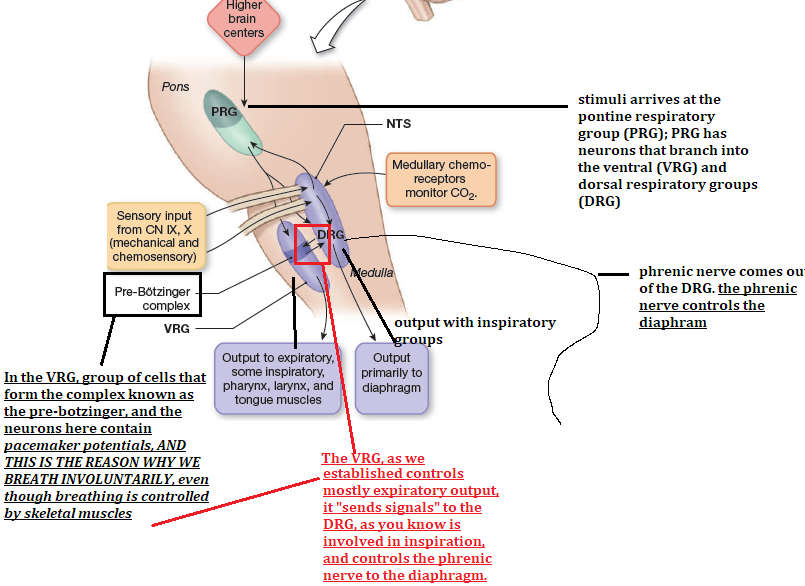 Higher
brain
centers
Pons
PRG
stimuli arrives at the
pontine respiratory
group (PRG); PRG has
neurons that branch into
the ventral (VRG) and
dorsal respiratory groups
(DRG)
NTS
Medullary chemo-
receptors
monitor CO2.
Sensory input
from CN IX, X
(mechanical and
chemosensory)
DRG
Medulla
phrenic nerve comes ou
of the DRG. the phrenic
nerve controls the
diaphram
Pre-Bötzinger
complex
VRG
output with inspiratory
groups
Output to expiratory,
some inspiratory,
pharynx, larynx, and
tongue muscles
Output
primarily to
diaphragm
In the VRG, group of cells that
form the complex known as
the pre-botzinger, and the
neurons here contain
pacemaker potentials, AND
THIS IS THE REASON WHY WE
BREATH INVOLUNTARILY, even
though breathing is controlled
by skeletal muscles
The VRG, as we
established controls
mostly expiratory output,
it "sends signals" to the
DRG, as you know is
involved in inspiration,
and controls the phrenic
nerve to the diaphragm.